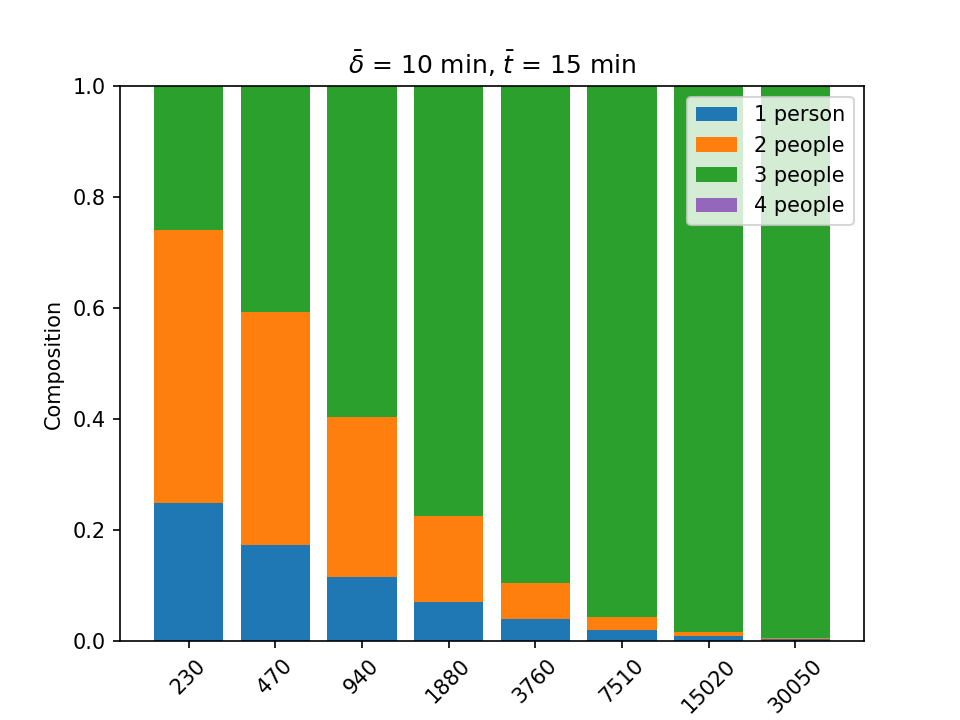 δ̄ = 10 min, t̄ = 15 min
1.0
0.8
0.6
0.4
0.2
0.0
Composition
1 person
2 people
3 people
4 people
230
470
940
1880
3760
7510
15020
30050